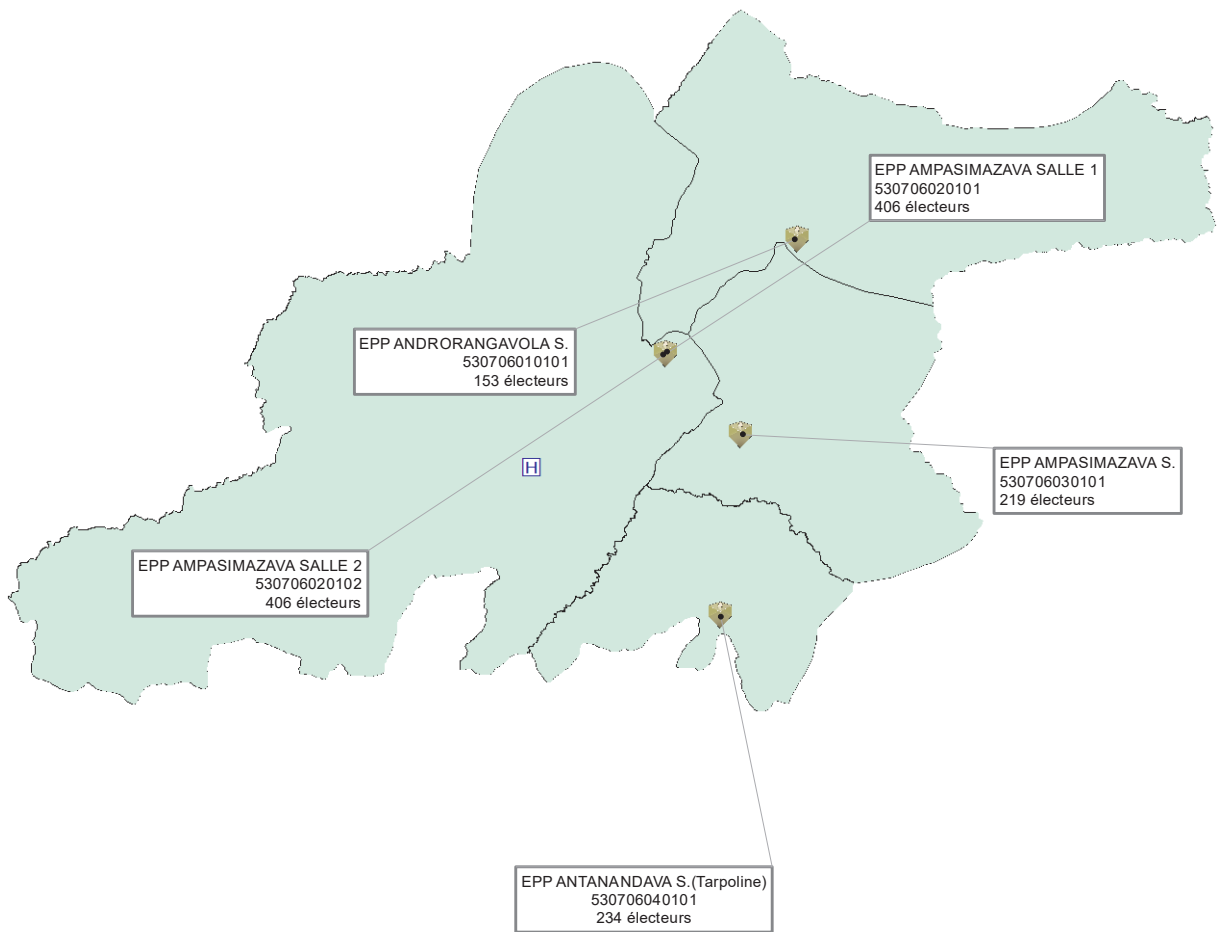 EPP AMPASIMAZAVA SALLE 1
530706020101
406 électeurs
EPP ANDRORANGAVOLA S.
530706010101
153 électeurs
EPP AMPASIMAZAVA S.
530706030101
219 électeurs
H
EPP AMPASIMAZAVA SALLE 2
530706020102
406 électeurs
EPP ANTANANDAVA S.(Tarpoline)
530706040101
234 électeurs